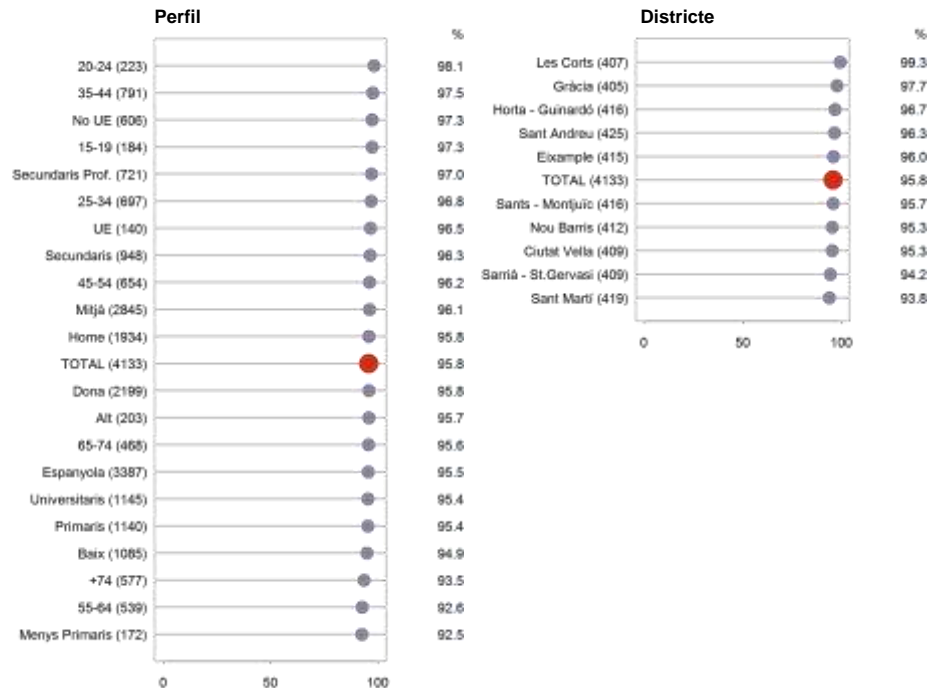 Perfil
%
20-24 (223) 98.1
35-44 (791) 97.5
No UE (606) 97.3
15-19 (184) 97.3
Secundaris Prof. (721) 97.0
25-34 (697) 96.8
UE (140) 96.5
Secundaris (948) 96.3
45-54 (654) 96.2
Mitjà (2845) 96.1
Home (1934) 95.8
TOTAL (4133) 95.8
Dona (2199) 95.8
Alt (203) 95.7
65-74 (468) 95.6
Espanyola (3387) 95.5
Universitaris (1145) 95.4
Primaris (1140) 95.4
Baix (1085) 94.9
+74 (577) 93.5
55-64 (539) 92.6
Menys Primaris (172) 92.5
0 50 100
Districte
%
Les Corts (407) 99.3
Gràcia (405) 97.7
Horta - Guinardó (416) 96.7
Sant Andreu (425) 96.3
Eixample (415) 96.0
TOTAL (4133) 95.8
Sants - Montjuïc (416) 95.7
Nou Barris (412) 95.3
Ciutat Vella (409) 95.3
Sarrià - St.Gervasi (409) 94.2
Sant Martí (419) 93.8
0 50 100